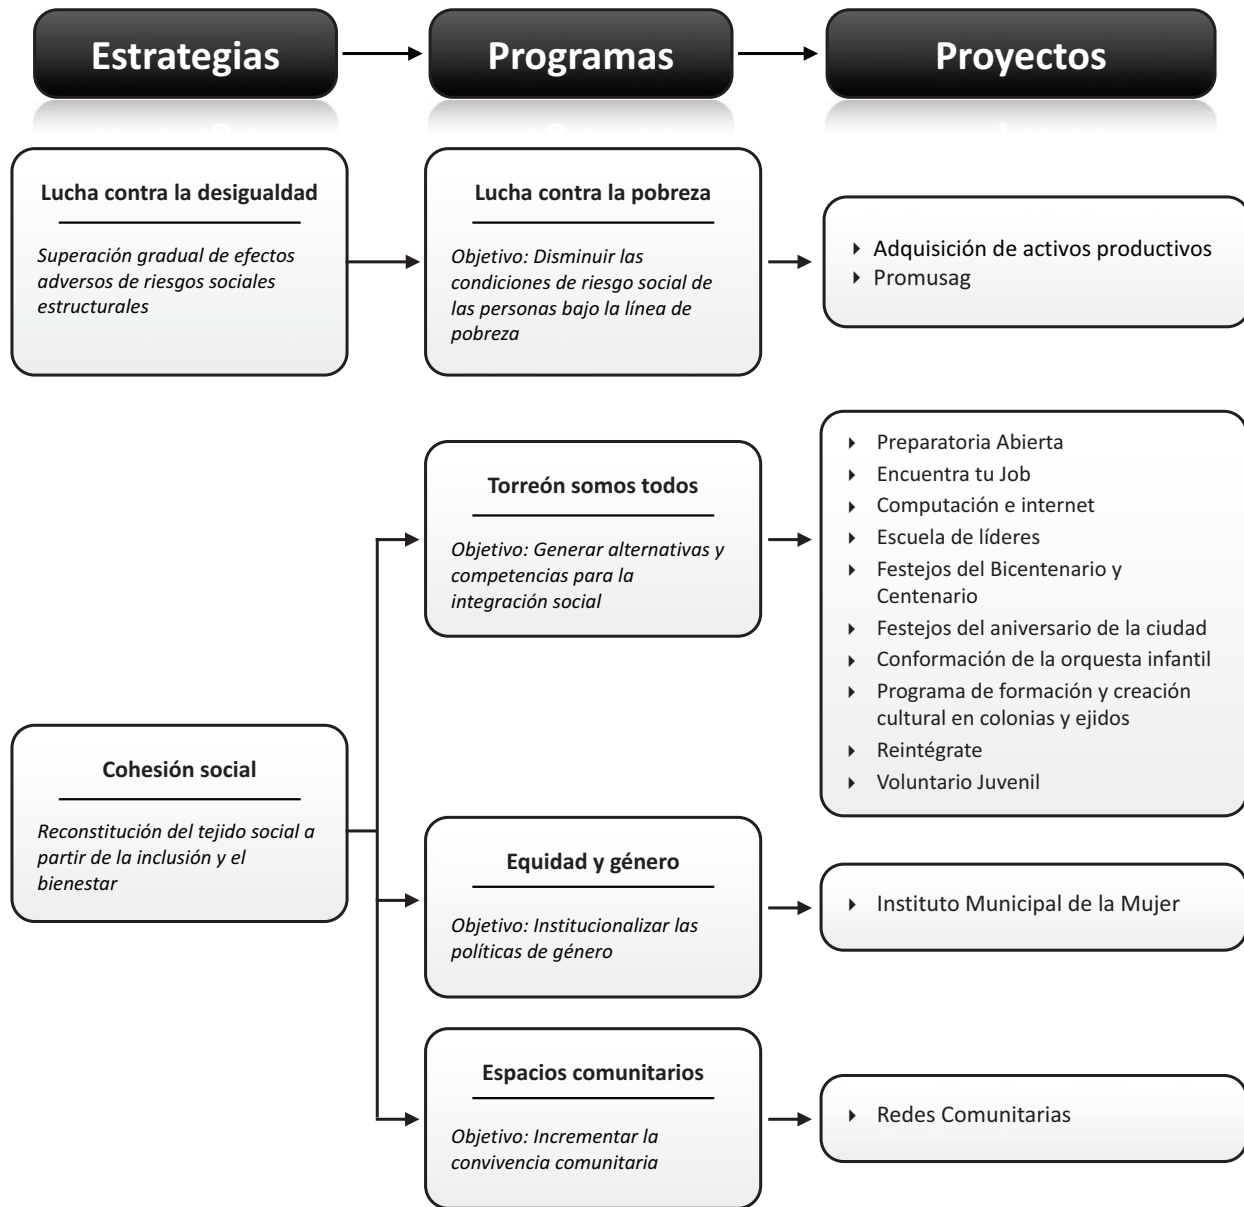 Estrategias
Programas
Proyectos
Lucha contra la desigualdad
Superación gradual de efectos
adversos de riesgos sociales
estructurales
Lucha contra la pobreza
Objetivo: Disminuir las
condiciones de riesgo social de
las personas bajo la línea de
pobreza
Adquisición de activos productivos
Promusag
Cohesión social
Reconstitución del tejido social a
partir de la inclusión y el
bienestar
Torreón somos todos
Objetivo: Generar alternativas y
competencias para la
integración social
Preparatoria Abierta
Encuentra tu Job
Computación e internet
Escuela de líderes
Festejos del Bicentenario y
Centenario
Festejos del aniversario de la ciudad
Conformación de la orquesta infantil
Programa de formación y creación
cultural en colonias y ejidos
Reintégrate
Voluntario Juvenil
Equidad y género
Objetivo: Institucionalizar las
políticas de género
Instituto Municipal de la Mujer
Espacios comunitarios
Objetivo: Incrementar la
convivencia comunitaria
Redes Comunitarias